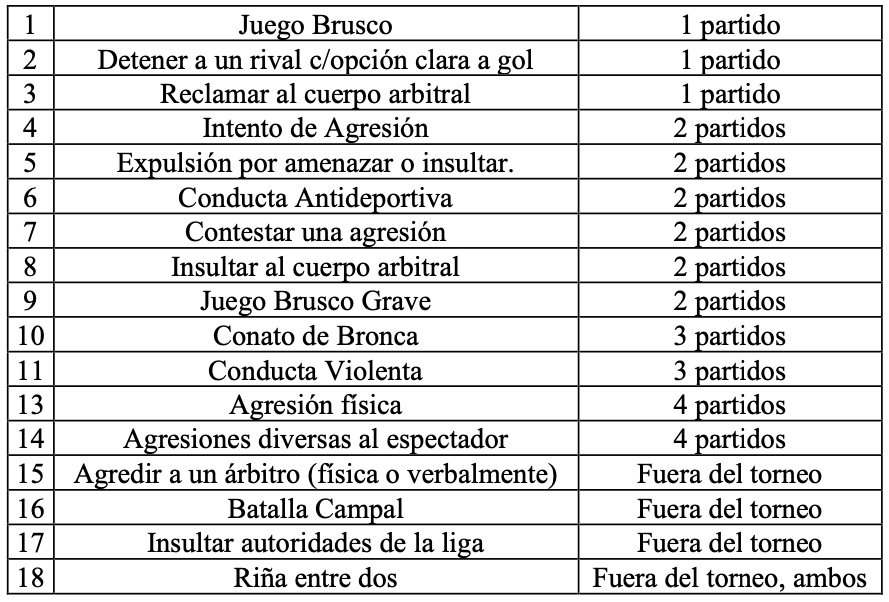 1 Juego Brusco 1 partido
2 Detener a un rival c/opción clara a gol 1 partido
3 Reclamar al cuerpo arbitral 1 partido
4 Intento de Agresión 2 partidos
5 Expulsión por amenazar o insultar. 2 partidos
6 Conducta Antideportiva 2 partidos
7 Contestar una agresión 2 partidos
8 Insultar al cuerpo arbitral 2 partidos
9 Juego Brusco Grave 2 partidos
10 Conato de Bronca 3 partidos
11 Conducta Violenta 3 partidos
13 Agresión física 4 partidos
14 Agresiones diversas al espectador 4 partidos
15 Agredir a un árbitro (física o verbalmente) Fuera del torneo
16 Batalla Campal Fuera del torneo
17 Insultar autoridades de la liga Fuera del torneo
18 Riña entre dos Fuera del torneo, ambos